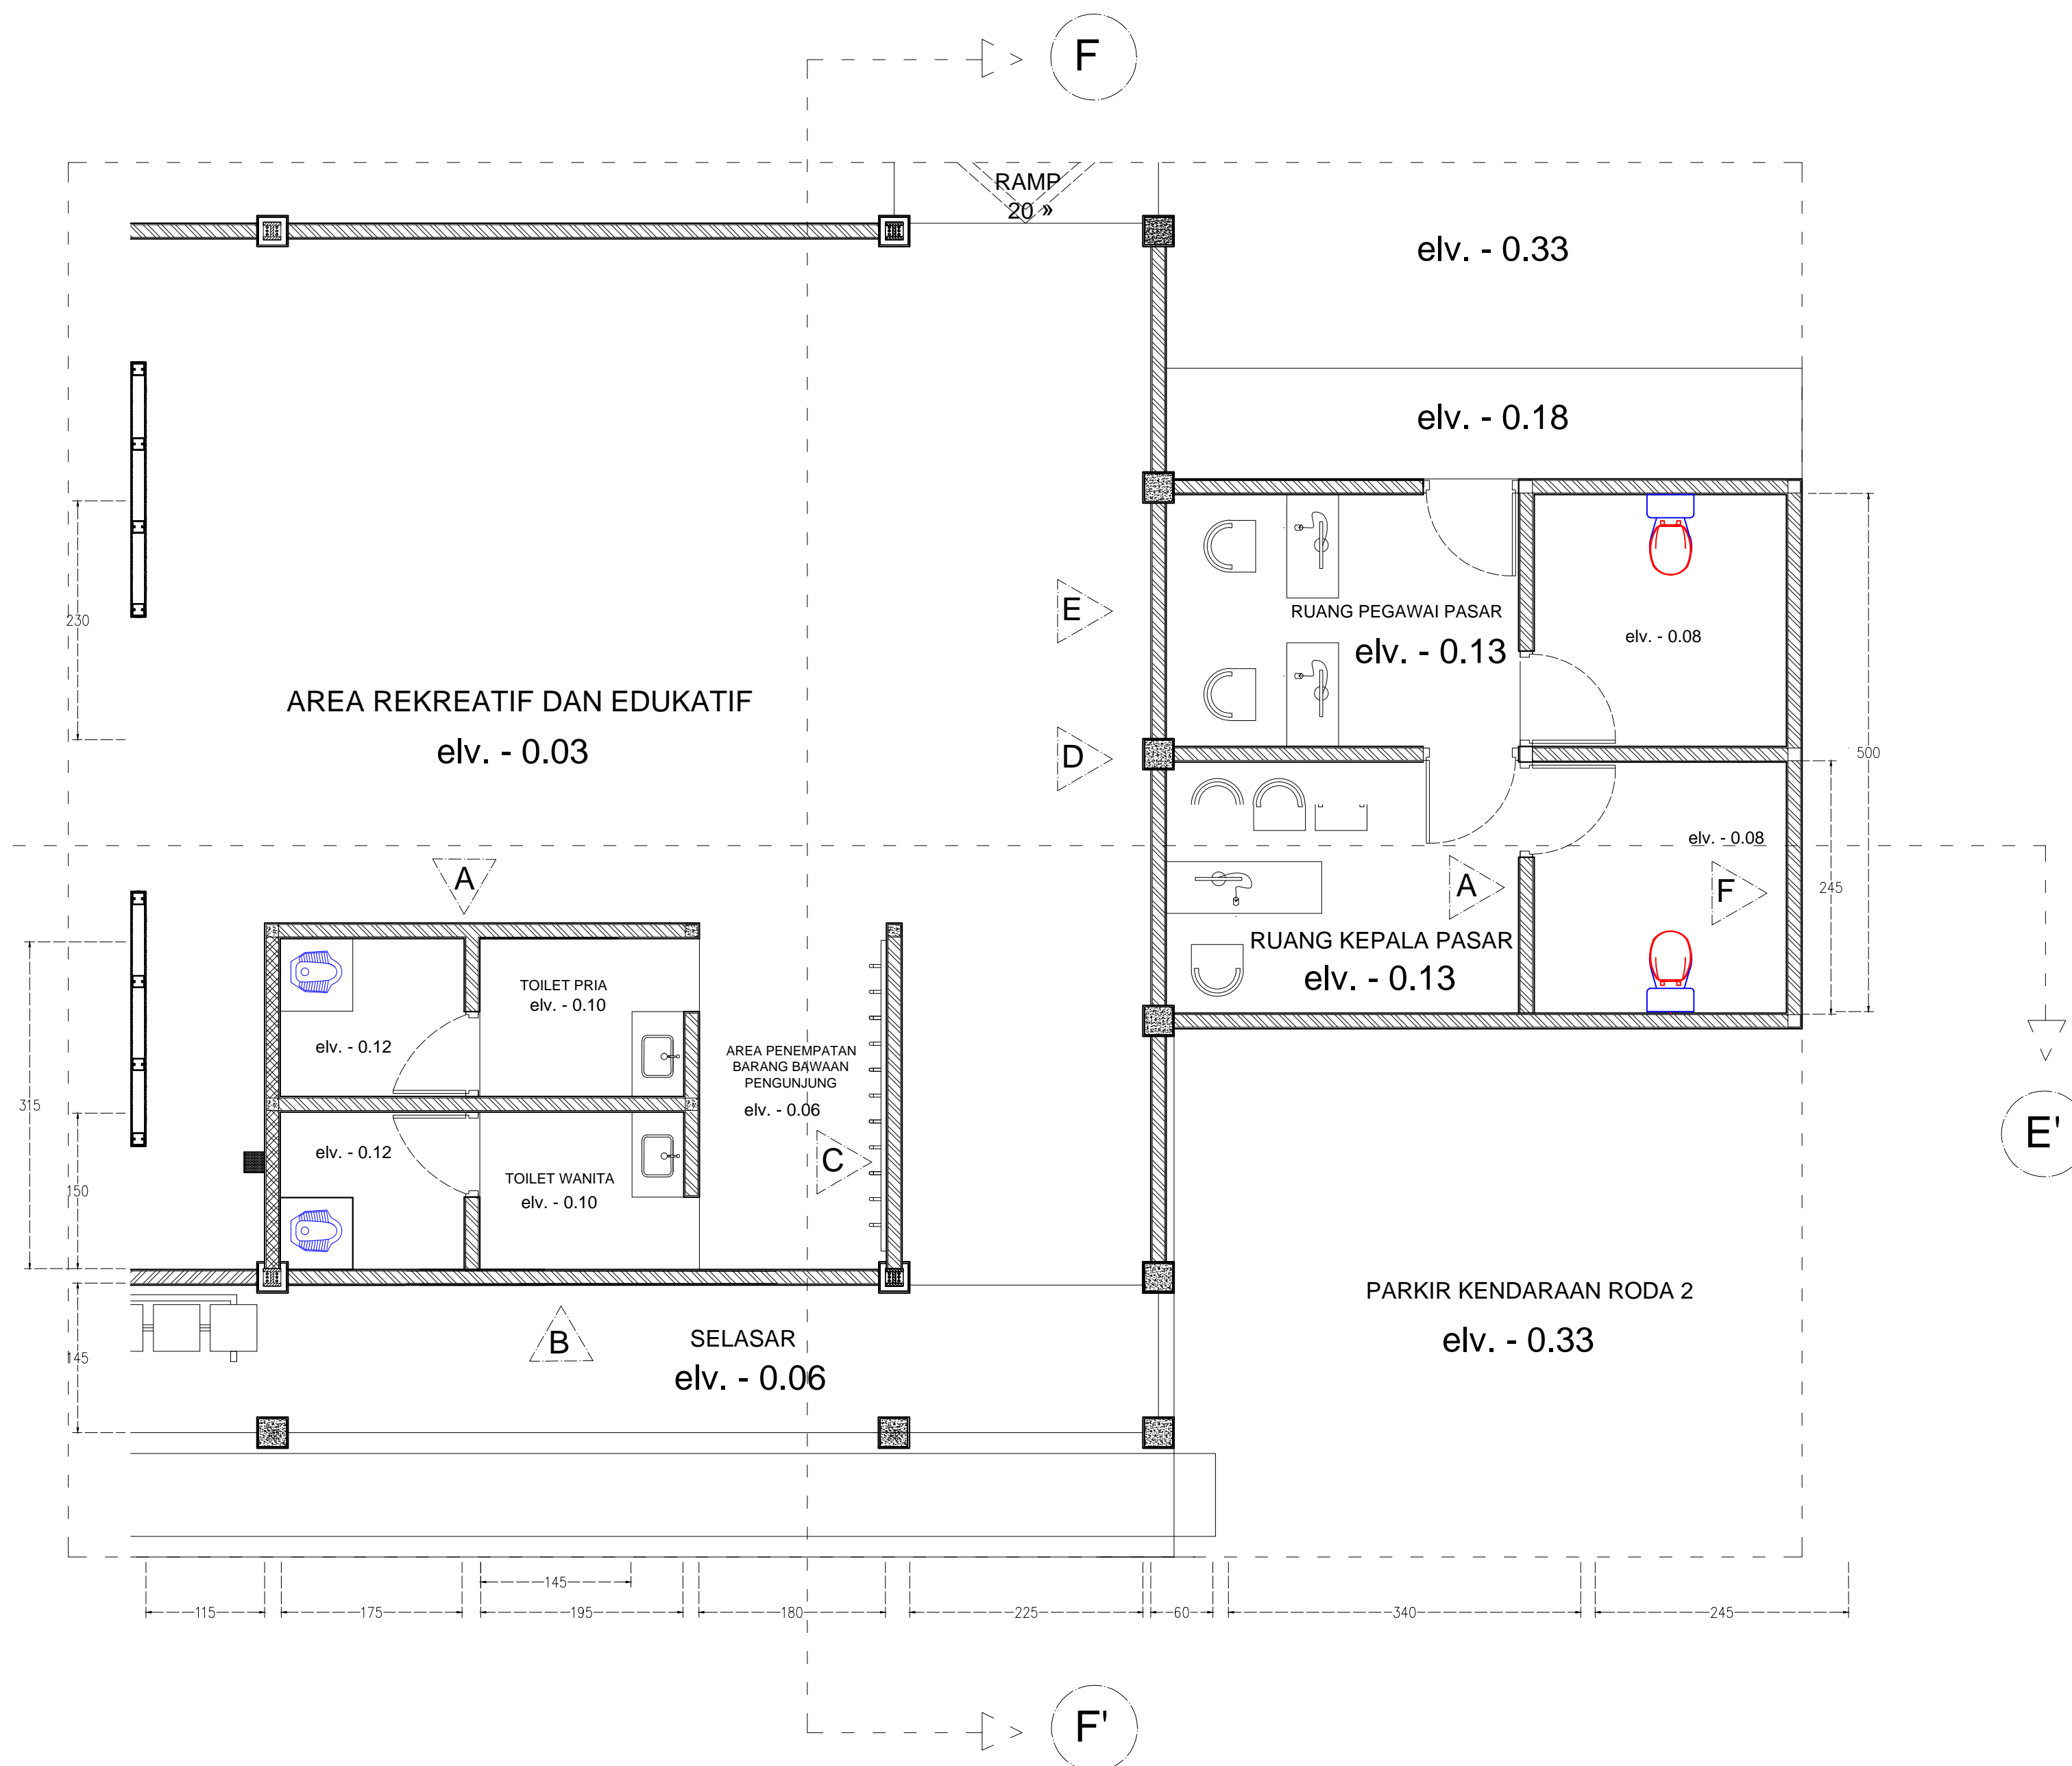 F
RAMP
20 »
elv. - 0.33
elv. - 0.18
E
RUANG PEGAWAI PASAR
elv. - 0.13
elv. - 0.08
230
AREA REKREATIF DAN EDUKATIF
elv. - 0.03
D
500
elv. - 0.08
A
A
F
245
RUANG KEPALA PASAR
elv. - 0.13
TOILET PRIA
elv. - 0.10
elv. - 0.12
AREA PENEMPATAN
BARANG BAWAAN
PENGUNJUNG
elv. - 0.06
315
E'
elv. - 0.12
C
TOILET WANITA
elv. - 0.10
150
PARKIR KENDARAAN RODA 2
elv. - 0.33
B
SELASAR
elv. - 0.06
145
145
115
175
195
180
225
60
340
245
F'